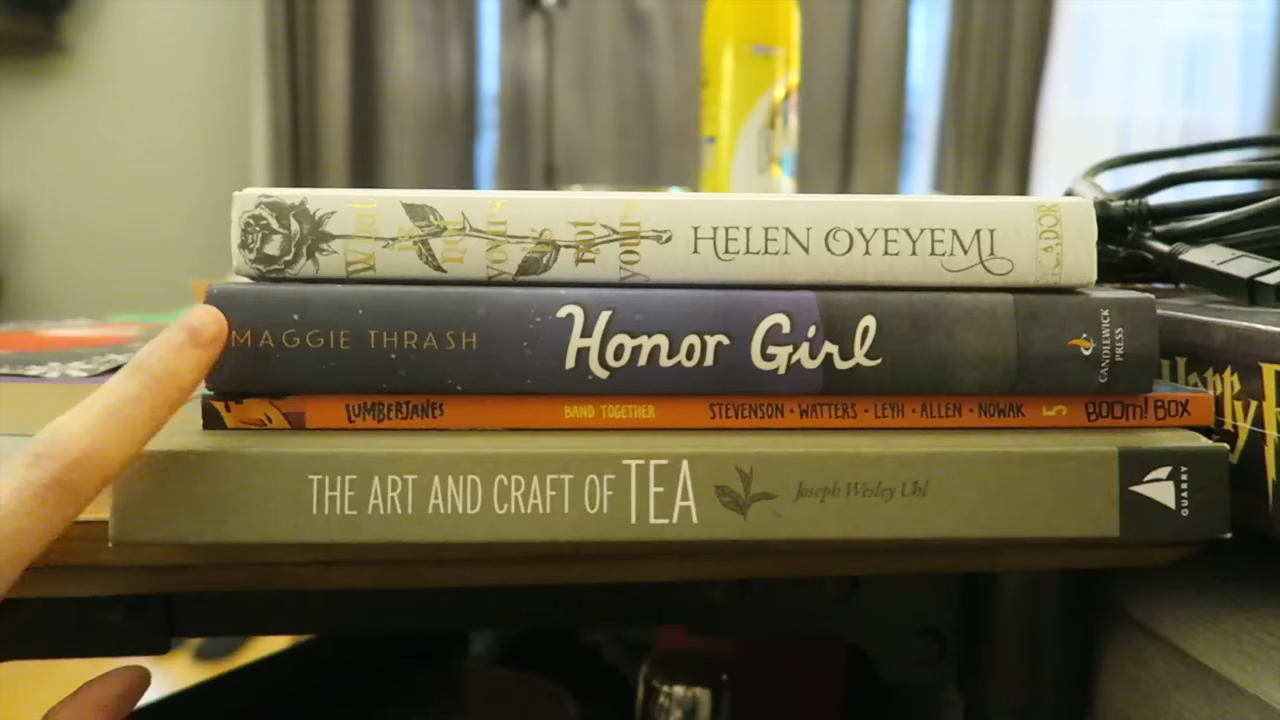 What is not yours is not yours HELEN OYEYEMI PICADOR
MAGGIE THRASH Honor Girl CANDLEWICK PRESS
LUMBERJANES BAND TOGETHER STEVENSON • WATTERS • LEYH • ALLEN • NOWAK 5 BOOM! BOX
THE ART AND CRAFT OF TEA Joseph Wesley Uhl QUARRY
Harry